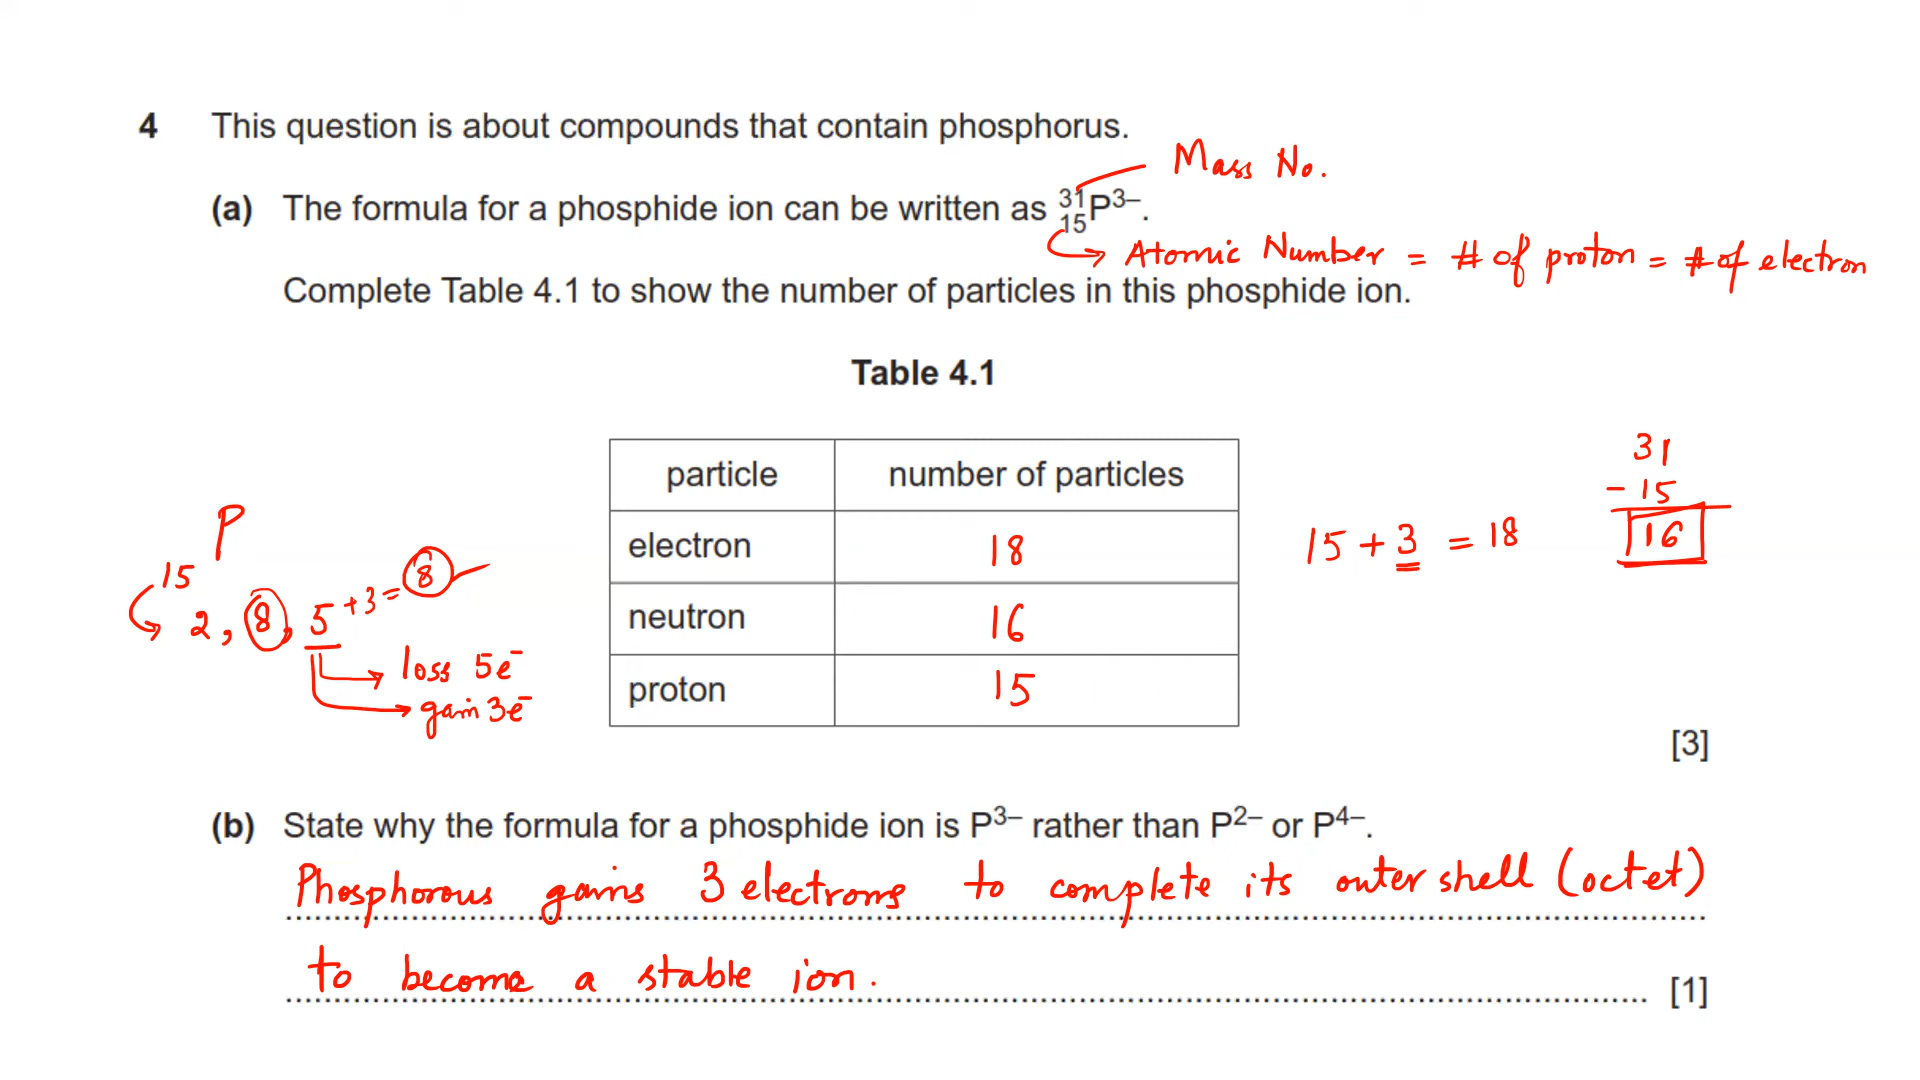 4 This question is about compounds that contain phosphorus.
Mass No.
(a) The formula for a phosphide ion can be written as ³¹₁₅P³⁻.
Atomic Number = # of proton = # of electron
Complete Table 4.1 to show the number of particles in this phosphide ion.
Table 4.1
particle number of particles
electron 18
neutron 16
proton 15
15 + 3 = 18
31
- 15
16
P
15
2, 8, 5 +3 = 8
loss 5e⁻
gain 3e⁻
[3]
(b) State why the formula for a phosphide ion is P³⁻ rather than P²⁻ or P⁴⁻.
Phosphorous gains 3 electrons to complete its outer shell (octet)
to become a stable ion.
[1]